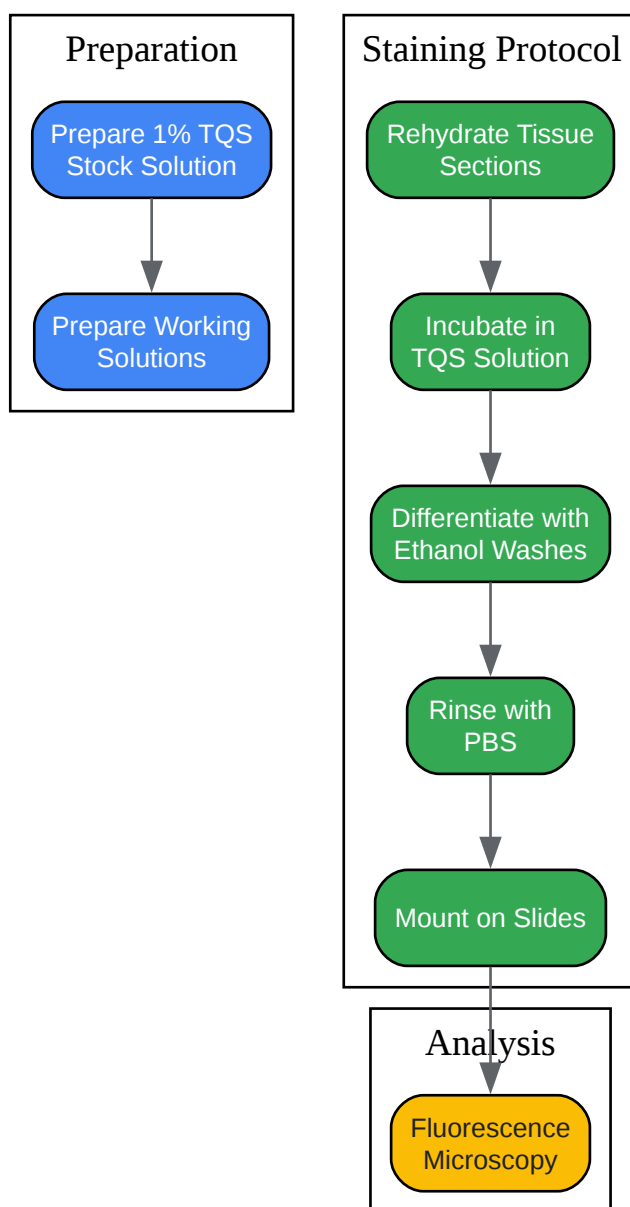 Preparation
Prepare 1% TQS
Stock Solution
Prepare Working
Solutions
Staining Protocol
Rehydrate Tissue
Sections
Incubate in
TQS Solution
Differentiate with
Ethanol Washes
Rinse with
PBS
Mount on Slides
Analysis
Fluorescence
Microscopy